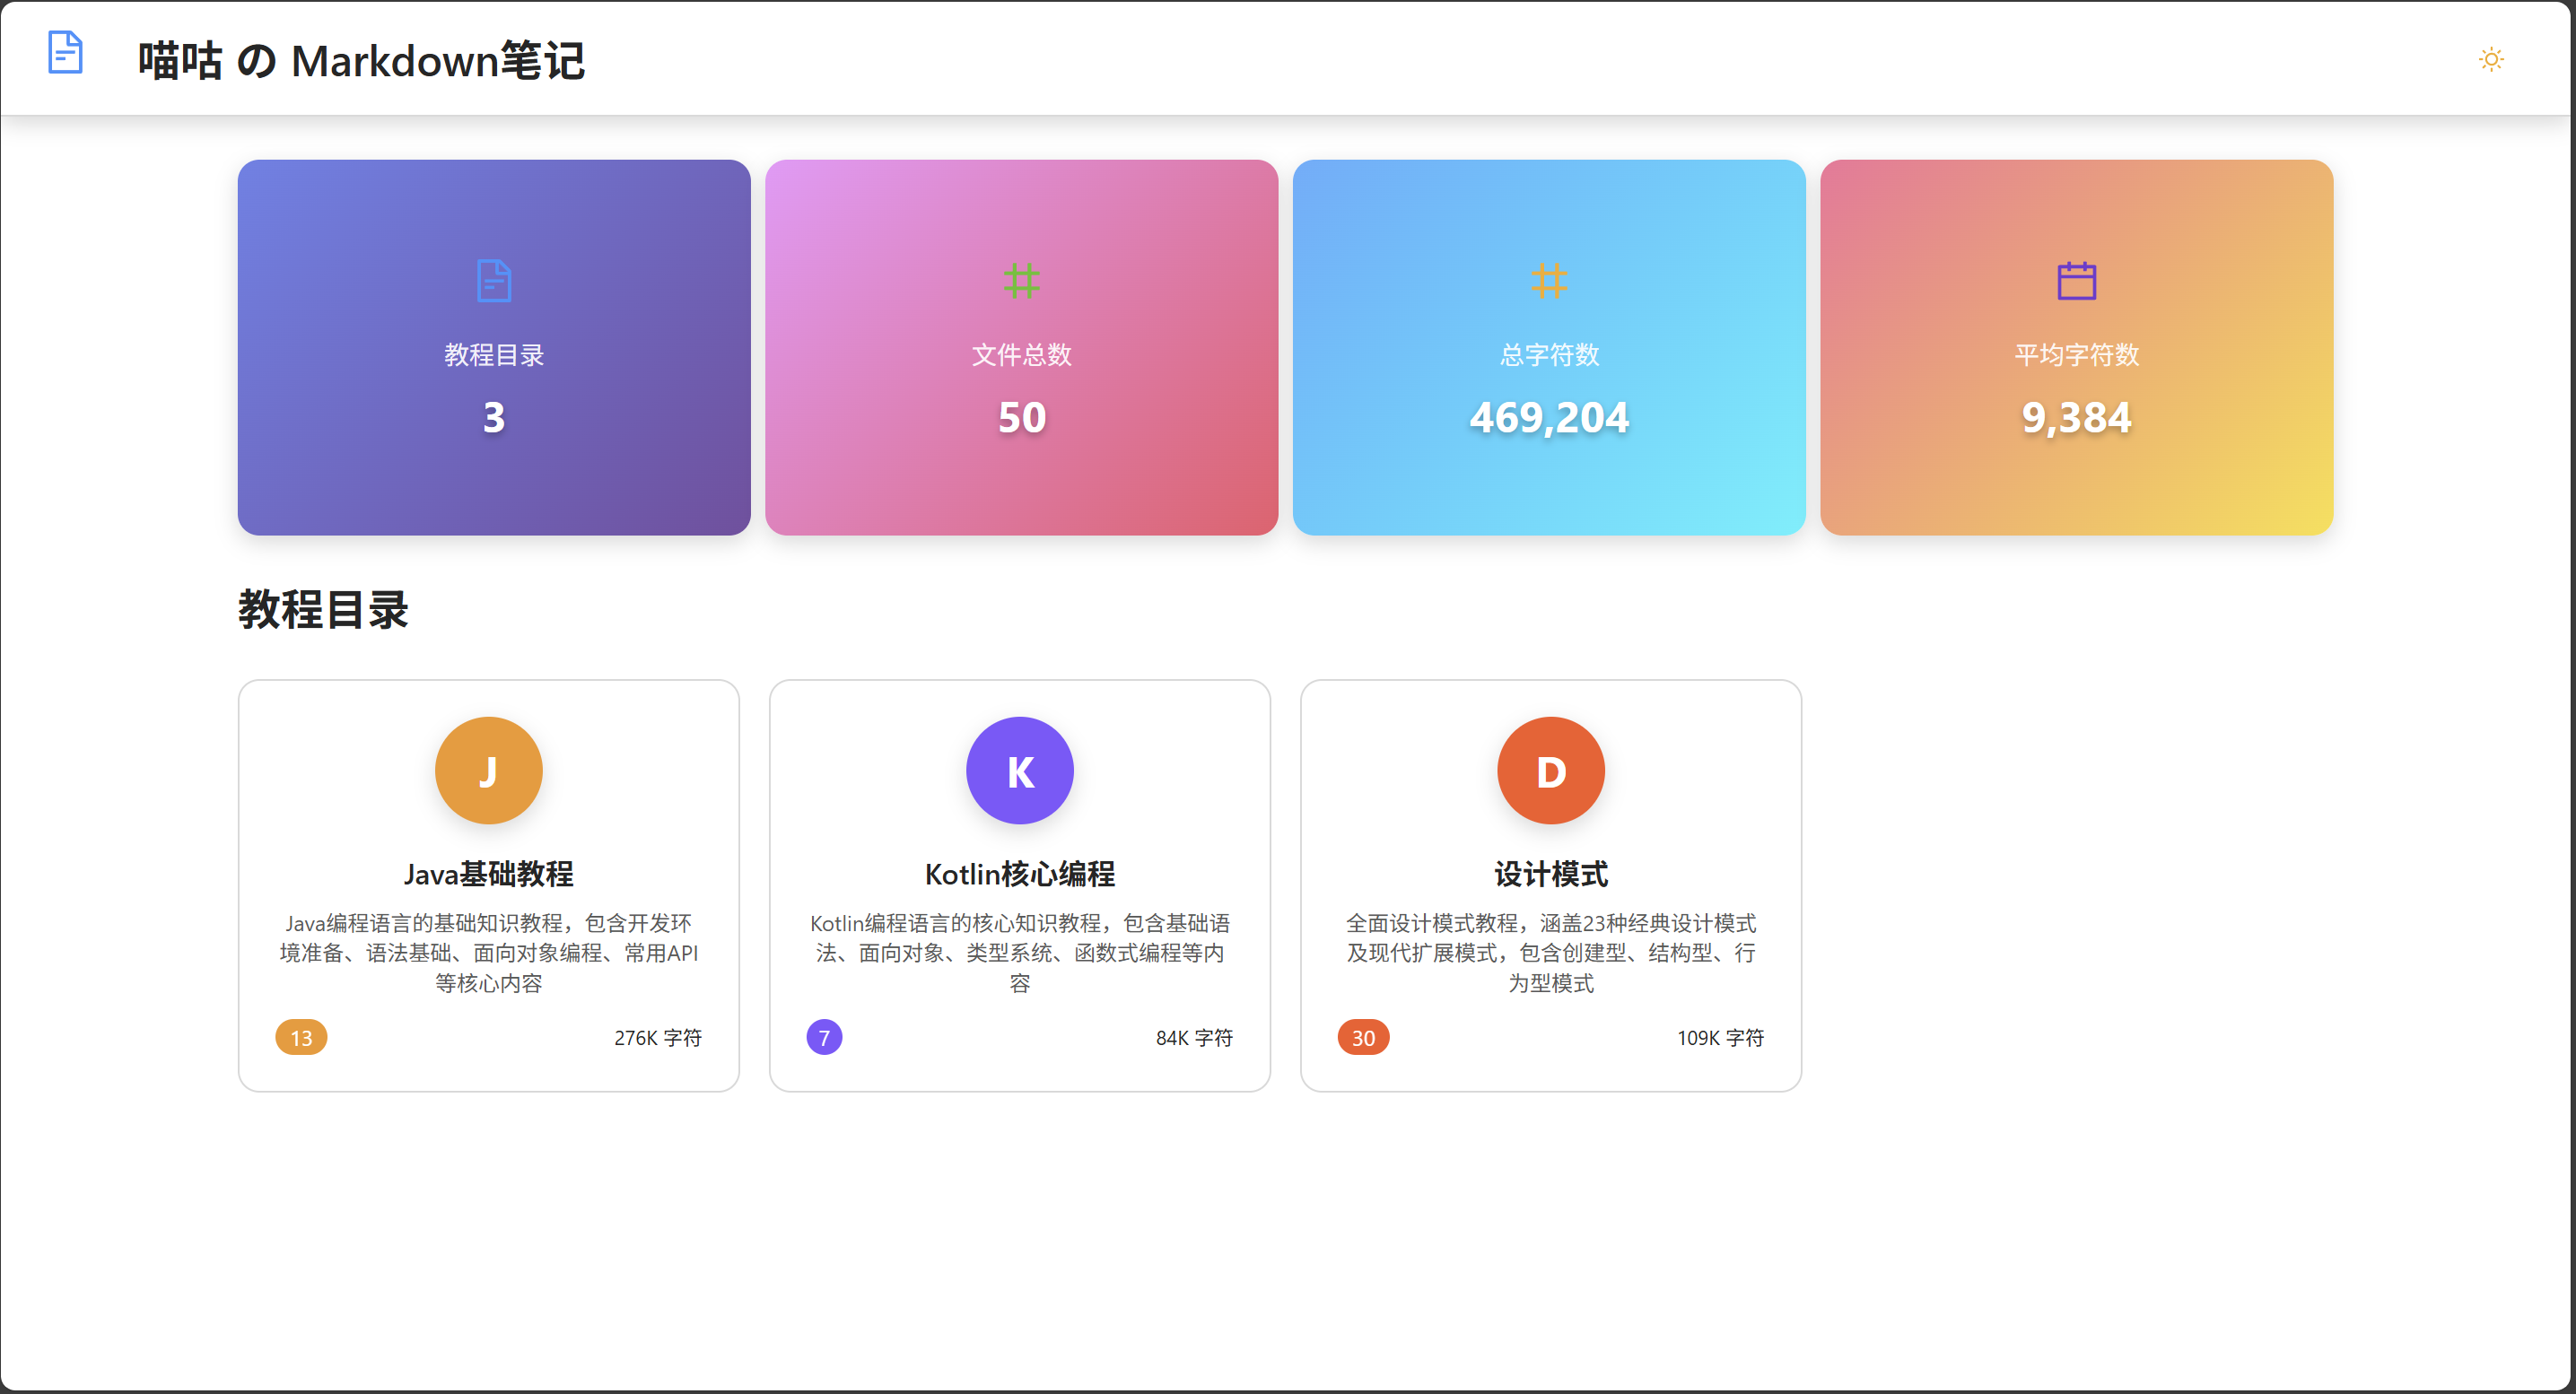 喵咕 の Markdown笔记
教程目录
3
文件总数
50
总字符数
469,204
平均字符数
9,384
教程目录
J
Java基础教程
Java编程语言的基础知识教程，包含开发环
境准备、语法基础、面向对象编程、常用API
等核心内容
13
276K 字符
K
Kotlin核心编程
Kotlin编程语言的核心知识教程，包含基础语
法、面向对象、类型系统、函数式编程等内
容
7
84K 字符
D
设计模式
全面设计模式教程，涵盖23种经典设计模式
及现代扩展模式，包含创建型、结构型、行
为型模式
30
109K 字符